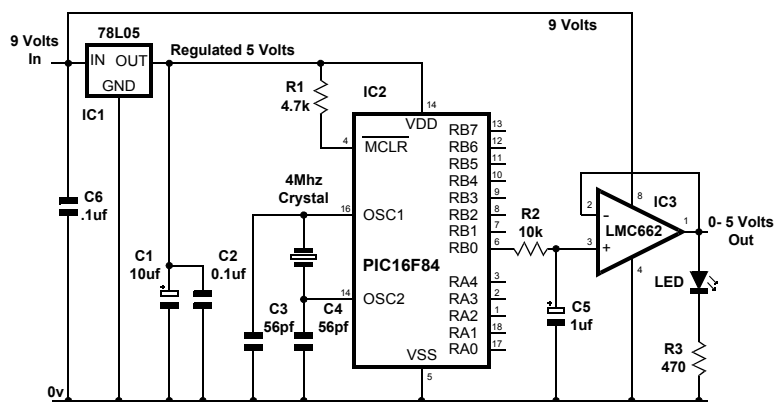 9 Volts
In
78L05
IN OUT
GND
IC1
Regulated 5 Volts
9 Volts
R1
4.7k
IC2
14
VDD
4
MCLR
4Mhz
Crystal
16
OSC1
14
OSC2
PIC16F84
RB7
13
RB6
12
RB5
11
RB4
10
RB3
9
RB2
8
RB1
7
RB0
6
RA4
3
RA3
2
RA2
1
RA1
18
RA0
17
VSS
5
C6
.1uf
C1
10uf
+
C2
0.1uf
C3
56pf
C4
56pf
R2
10k
+
C5
1uf
2
-
3
+
8
IC3
LMC662
1
4
0- 5 Volts
Out
LED
R3
470
0v